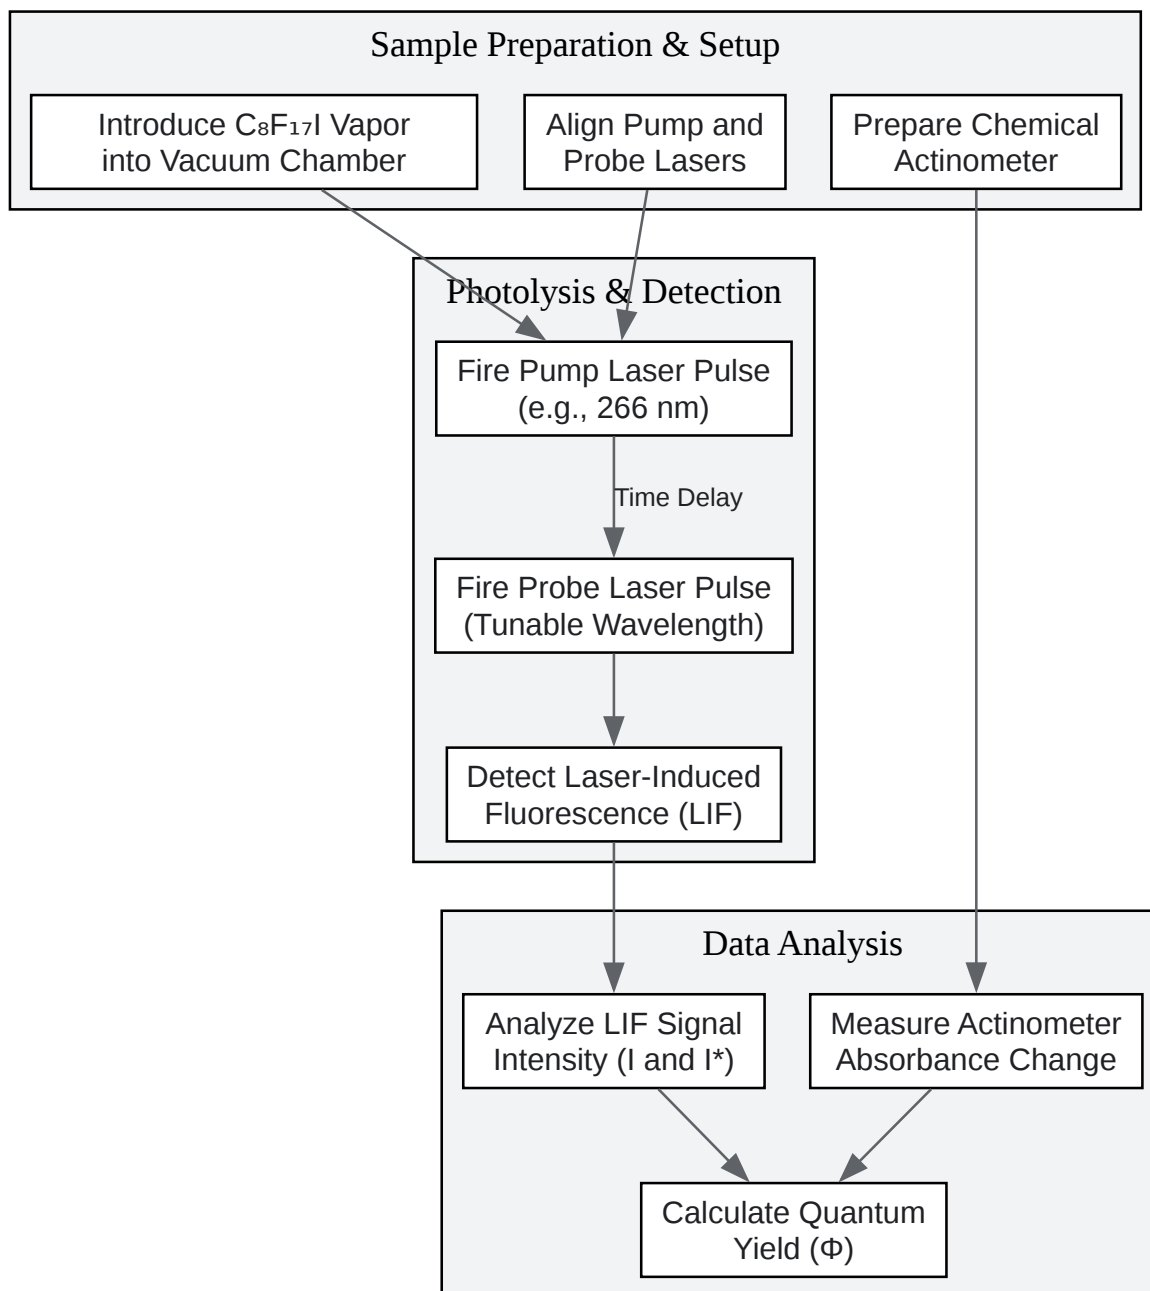 Sample Preparation & Setup
Introduce C₈F₁₇I Vapor
into Vacuum Chamber
Align Pump and
Probe Lasers
Prepare Chemical
Actinometer
Photolysis & Detection
Fire Pump Laser Pulse
(e.g., 266 nm)
Time Delay
Fire Probe Laser Pulse
(Tunable Wavelength)
Detect Laser-Induced
Fluorescence (LIF)
Data Analysis
Analyze LIF Signal
Intensity (I and I*)
Measure Actinometer
Absorbance Change
Calculate Quantum
Yield (Φ)